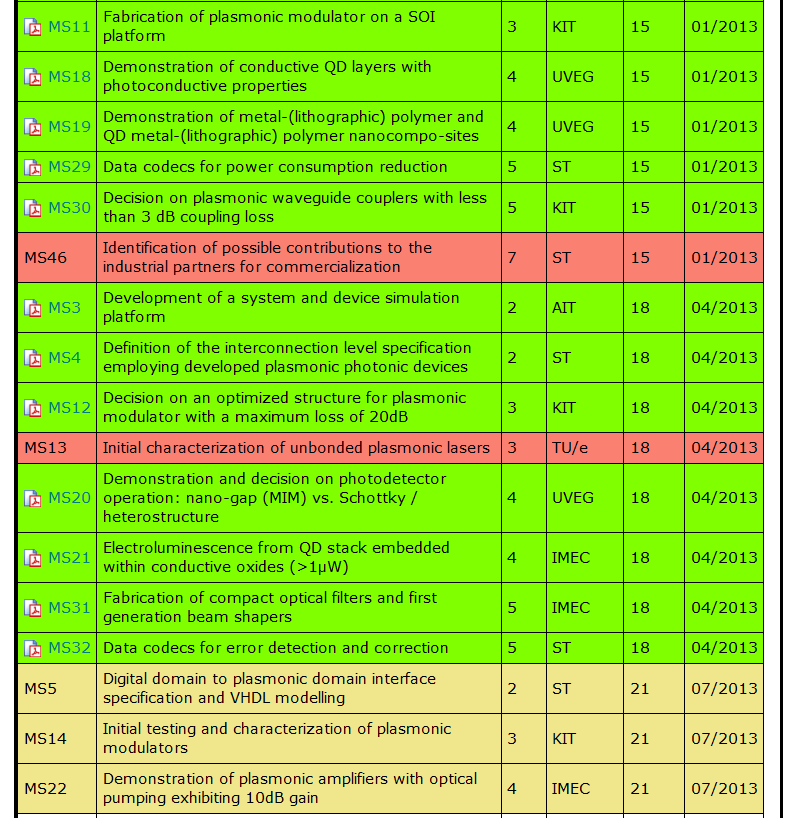 MS11 Fabrication of plasmonic modulator on a SOI 3 KIT 15 01/2013
platform
MS18 Demonstration of conductive QD layers with 4 UVEG 15 01/2013
photoconductive properties
MS19 Demonstration of metal-(lithographic) polymer and 4 UVEG 15 01/2013
QD metal-(lithographic) polymer nanocompo-sites
MS29 Data codecs for power consumption reduction 5 ST 15 01/2013
MS30 Decision on plasmonic waveguide couplers with less 5 KIT 15 01/2013
than 3 dB coupling loss
MS46 Identification of possible contributions to the 7 ST 15 01/2013
industrial partners for commercialization
MS3 Development of a system and device simulation 2 AIT 18 04/2013
platform
MS4 Definition of the interconnection level specification 2 ST 18 04/2013
employing developed plasmonic photonic devices
MS12 Decision on an optimized structure for plasmonic 3 KIT 18 04/2013
modulator with a maximum loss of 20dB
MS13 Initial characterization of unbonded plasmonic lasers 3 TU/e 18 04/2013
MS20 Demonstration and decision on photodetector 4 UVEG 18 04/2013
operation: nano-gap (MIM) vs. Schottky /
heterostructure
MS21 Electroluminescence from QD stack embedded 4 IMEC 18 04/2013
within conductive oxides (>1µW)
MS31 Fabrication of compact optical filters and first 5 IMEC 18 04/2013
generation beam shapers
MS32 Data codecs for error detection and correction 5 ST 18 04/2013
MS5 Digital domain to plasmonic domain interface 2 ST 21 07/2013
specification and VHDL modelling
MS14 Initial testing and characterization of plasmonic 3 KIT 21 07/2013
modulators
MS22 Demonstration of plasmonic amplifiers with optical 4 IMEC 21 07/2013
pumping exhibiting 10dB gain